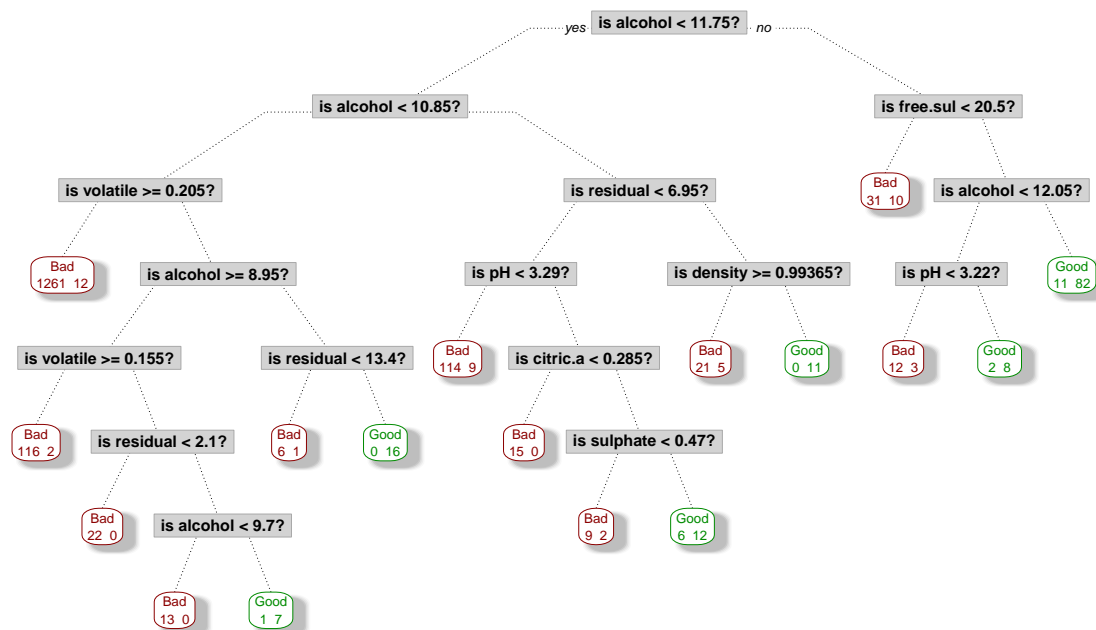 is alcohol < 11.75?
yes
no
is alcohol < 10.85?
is free.sul < 20.5?
is volatile >= 0.205?
is residual < 6.95?
Bad
31 10
is alcohol < 12.05?
Bad
1261 12
is alcohol >= 8.95?
is pH < 3.29?
is density >= 0.99365?
is pH < 3.22?
Good
11 82
is volatile >= 0.155?
is residual < 13.4?
Bad
114 9
is citric.a < 0.285?
Bad
21 5
Good
0 11
Bad
12 3
Good
2 8
Bad
116 2
is residual < 2.1?
Bad
6 1
Good
0 16
Bad
15 0
is sulphate < 0.47?
Bad
22 0
is alcohol < 9.7?
Bad
9 2
Good
6 12
Bad
13 0
Good
1 7